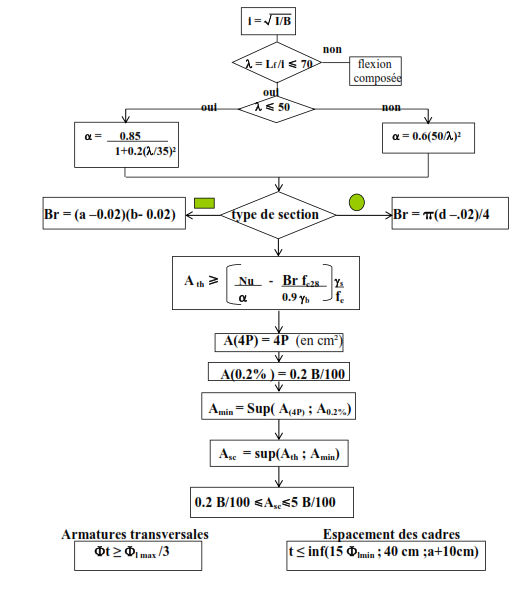 i = √ I/B
non
λ = Lf/i ⩽ 70
flexion
composée
oui
oui
λ ⩽ 50
non
α = 0.85
1+0.2(λ/35)²
α = 0.6(50/λ)²
Br = (a –0.02)(b- 0.02)
type de section
Br = π(d –.02)/4
A th ⩾ [ Nu - Br fc28 ] γs
α 0.9 γb fe
A(4P) = 4P (en cm²)
A(0.2% ) = 0.2 B/100
Amin = Sup( A(4P) ; A0.2%)
Asc = sup(Ath ; Amin)
0.2 B/100 ⩽Asc⩽5 B/100
Armatures transversales
Espacement des cadres
Φt ≥ Φl max /3
t ≤ inf(15 Φlmin ; 40 cm ;a+10cm)